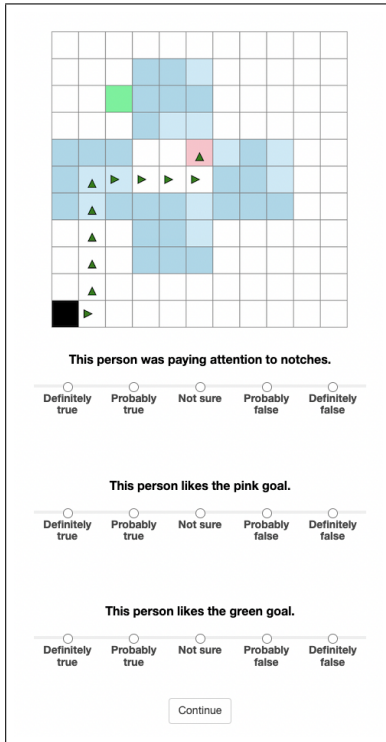 This person was paying attention to notches.
Definitely true
Probably true
Not sure
Probably false
Definitely false
This person likes the pink goal.
Definitely true
Probably true
Not sure
Probably false
Definitely false
This person likes the green goal.
Definitely true
Probably true
Not sure
Probably false
Definitely false
Continue